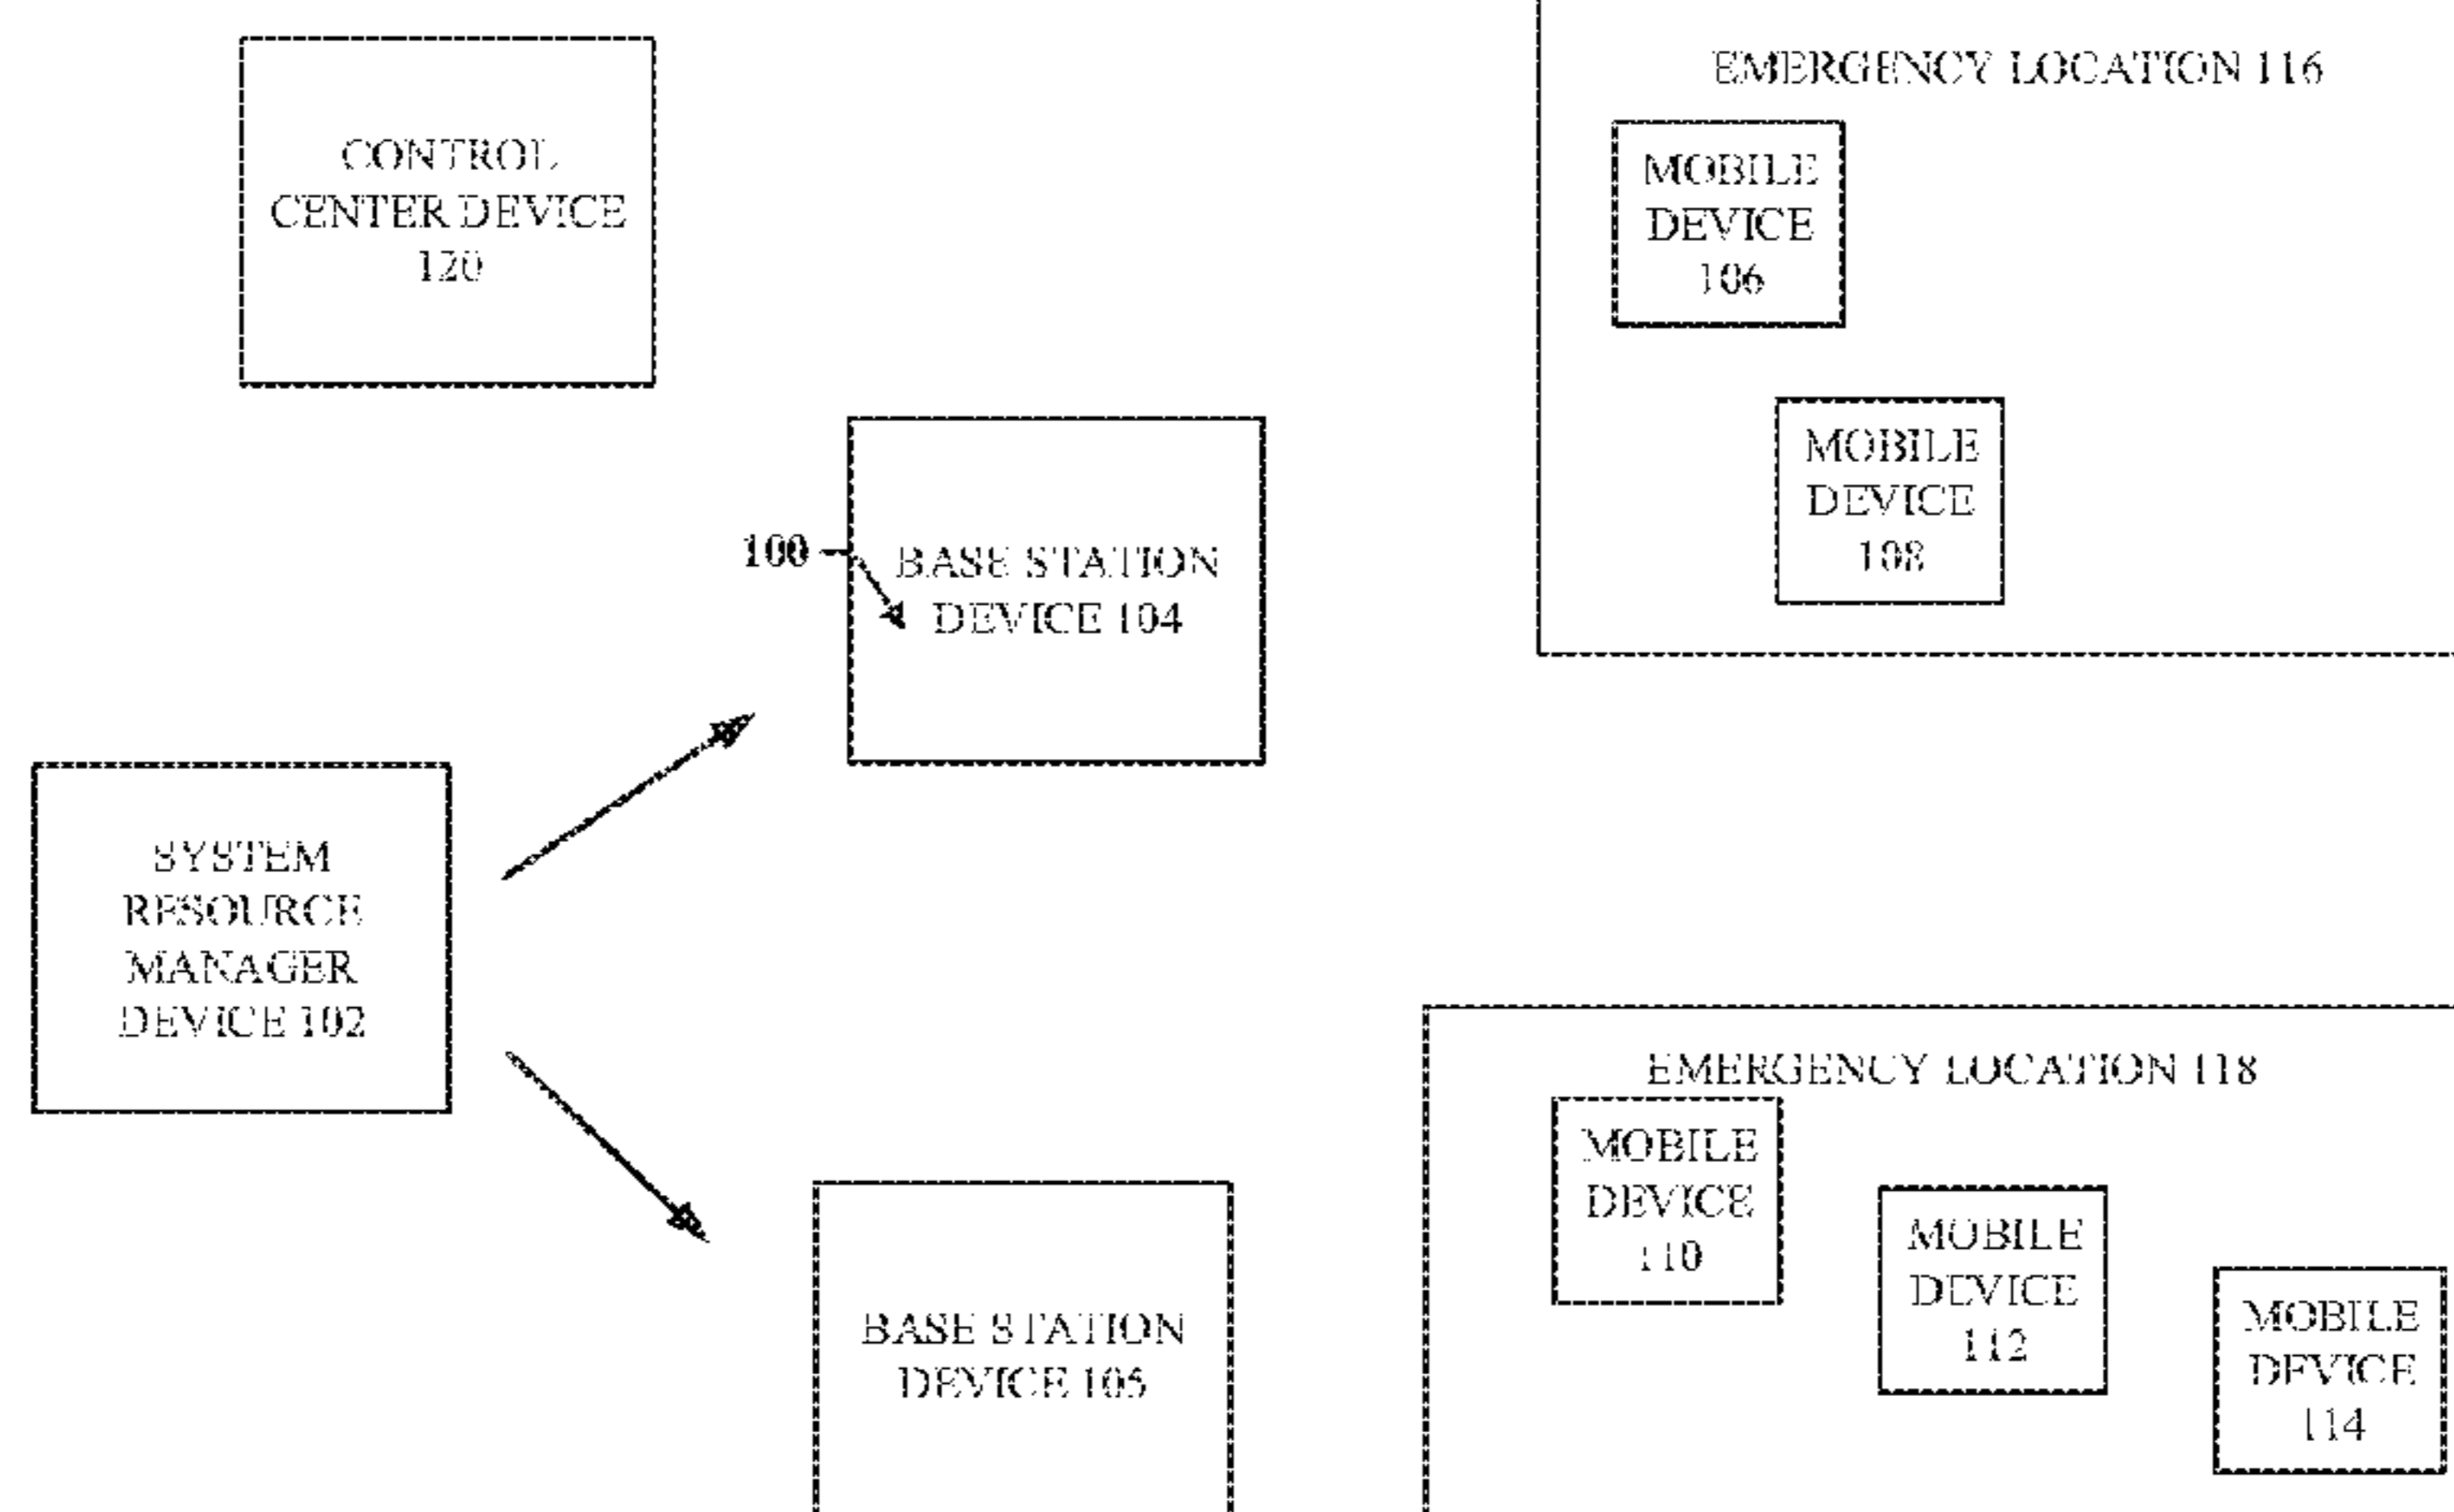 CONTROL
CENTER DEVICE
120
EMERGENCY LOCATION 116
MOBILE
DEVICE
106
MOBILE
DEVICE
108
100
BASE STATION
DEVICE 104
SYSTEM
RESOURCE
MANAGER
DEVICE 102
BASE STATION
DEVICE 105
EMERGENCY LOCATION 118
MOBILE
DEVICE
110
MOBILE
DEVICE
112
MOBILE
DEVICE
114